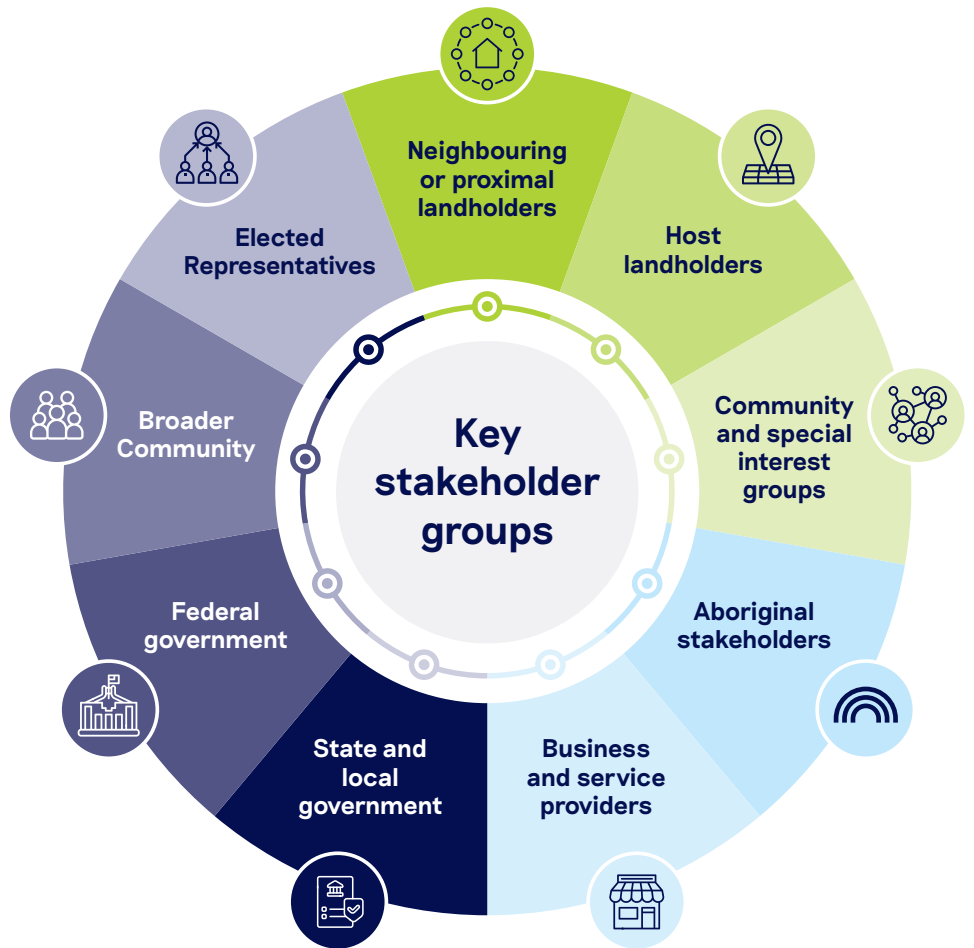 Key
stakeholder
groups
Neighbouring
or proximal
landholders
Host
landholders
Community
and special
interest
groups
Aboriginal
stakeholders
Business
and service
providers
State and
local
government
Federal
government
Broader
Community
Elected
Representatives